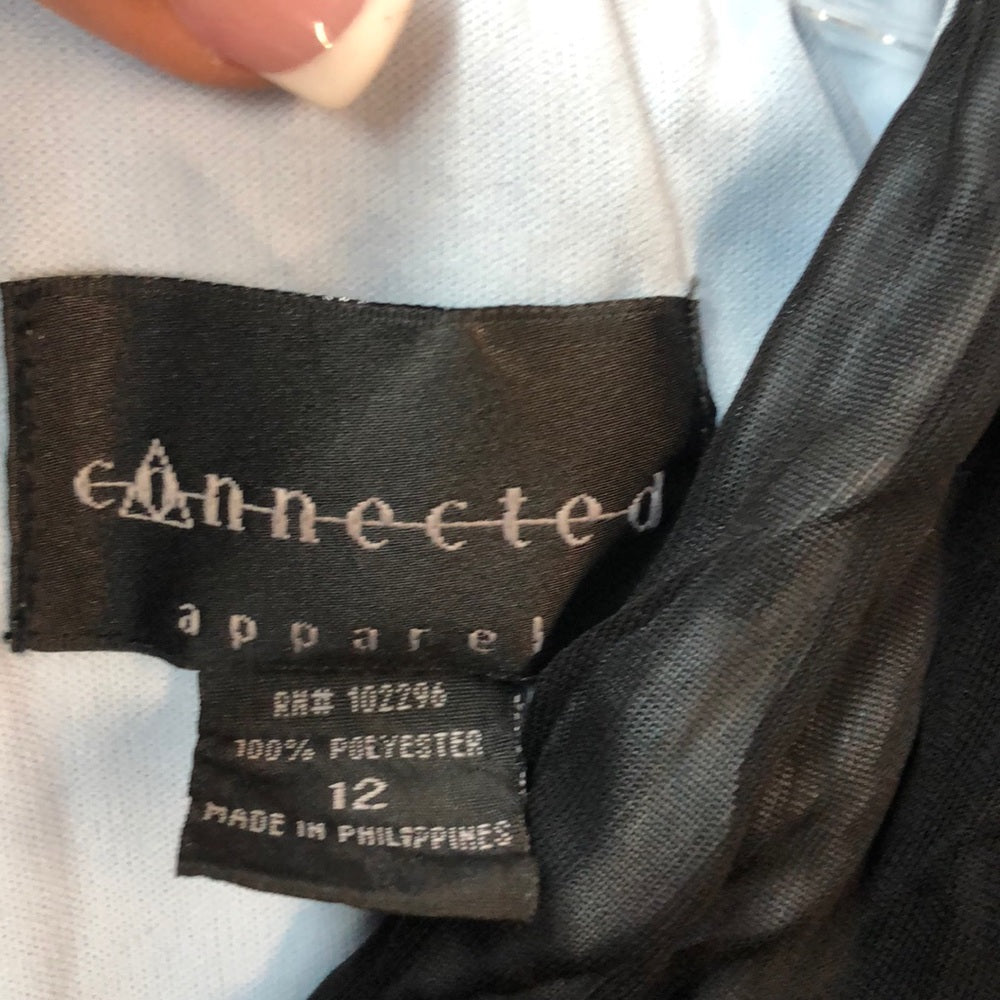 connected
apparel
RN# 102296
100% POLYESTER
12
MADE IN PHILIPPINES